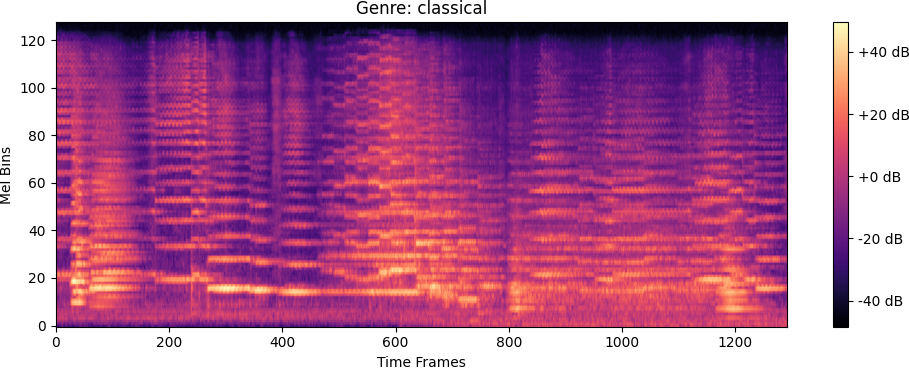 Genre: classical
+40 dB
+20 dB
+0 dB
-20 dB
-40 dB
Mel Bins
120
100
80
60
40
20
0
0 200 400 600 800 1000 1200
Time Frames